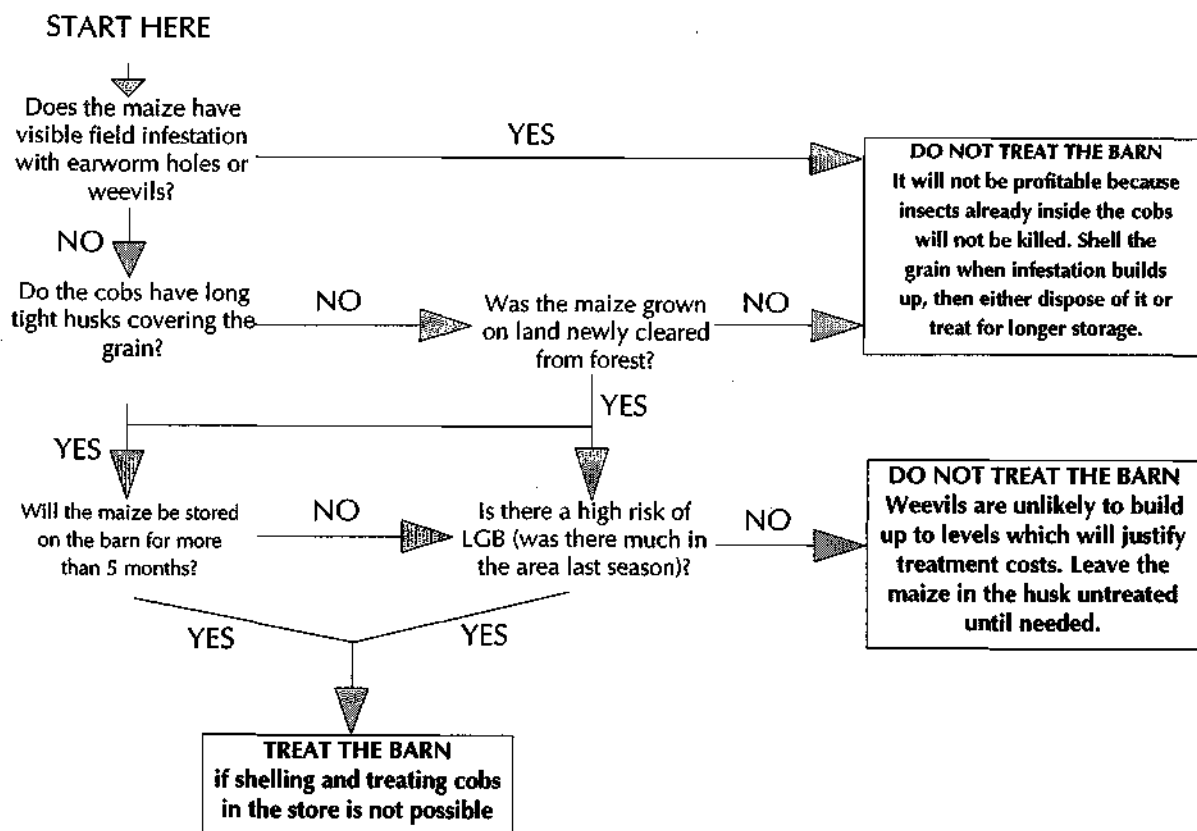 START HERE
Does the maize have
visible field infestation
with earworm holes or
weevils?
YES
DO NOT TREAT THE BARN
It will not be profitable because
insects already inside the cobs
will not be killed. Shell the
grain when infestation builds
up, then either dispose of it or
treat for longer storage.
NO
Do the cobs have long
tight husks covering the
grain?
NO
Was the maize grown
on land newly cleared
from forest?
NO
YES
YES
Will the maize be stored
on the barn for more
than 5 months?
NO
Is there a high risk of
LGB (was there much in
the area last season)?
NO
DO NOT TREAT THE BARN
Weevils are unlikely to build
up to levels which will justify
treatment costs. Leave the
maize in the husk untreated
until needed.
YES
YES
TREAT THE BARN
if shelling and treating cobs
in the store is not possible